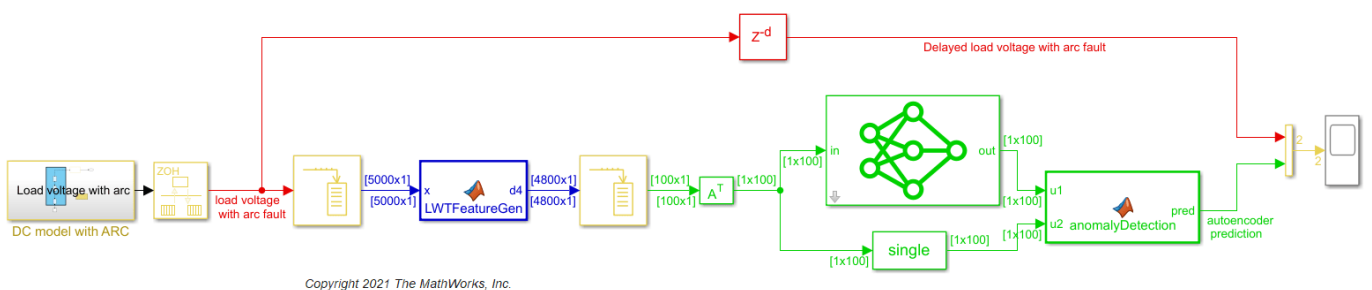 Z-d
Delayed load voltage with arc fault
in
out
[1x100]
[1x100]
[1x100]
2
2
ZOH
Load voltage with arc
DC model with ARC
load voltage
with arc fault
[5000x1]
[5000x1]
x
d4
LWTFeatureGen
[4800x1]
[4800x1]
[100x1]
[100x1]
AT
[1x100]
u1
u2
pred
anomalyDetection
autoencoder
prediction
single
[1x100]
[1x100]
[1x100]
Copyright 2021 The MathWorks, Inc.